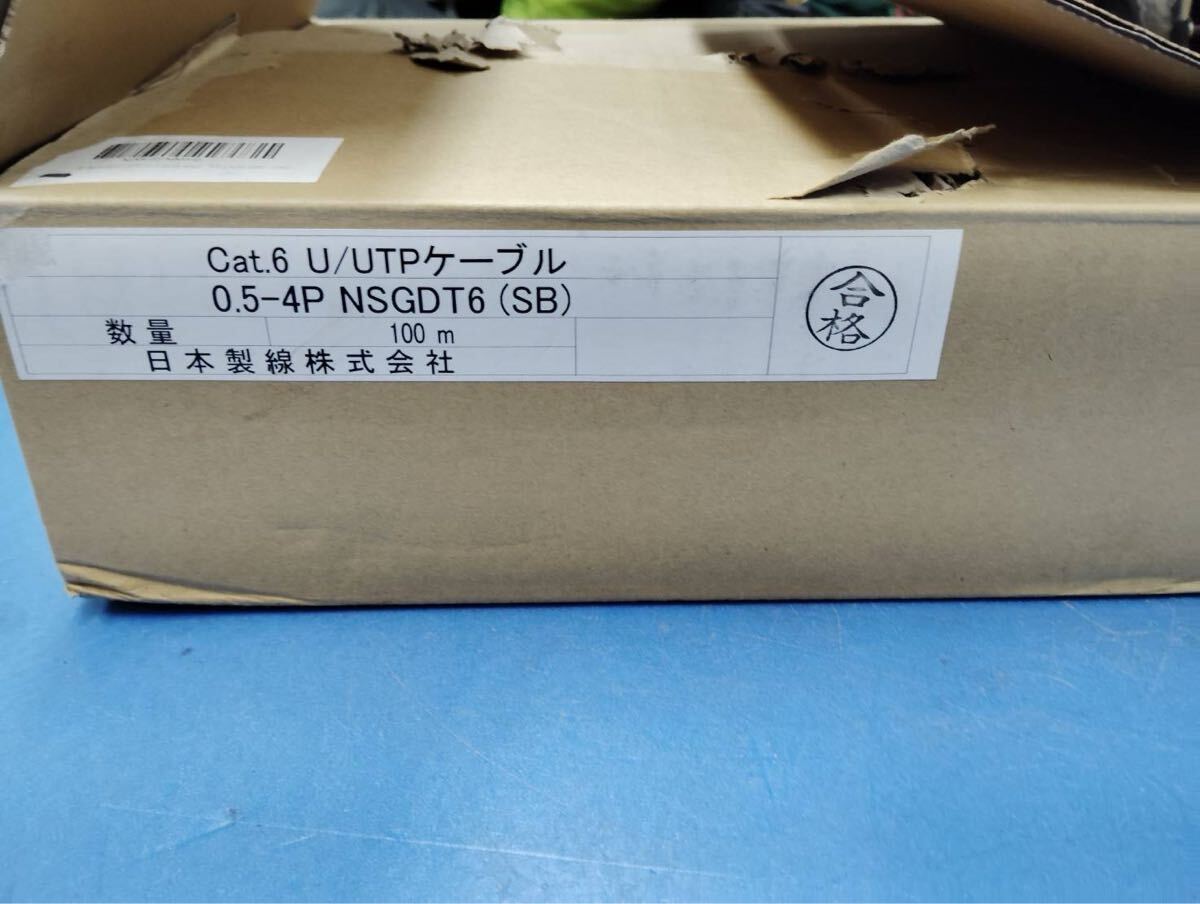 Cat.6 U/UTPケーブル
0.5-4P NSGDT6(SB)
数量 100 m
日本製線株式会社
合格